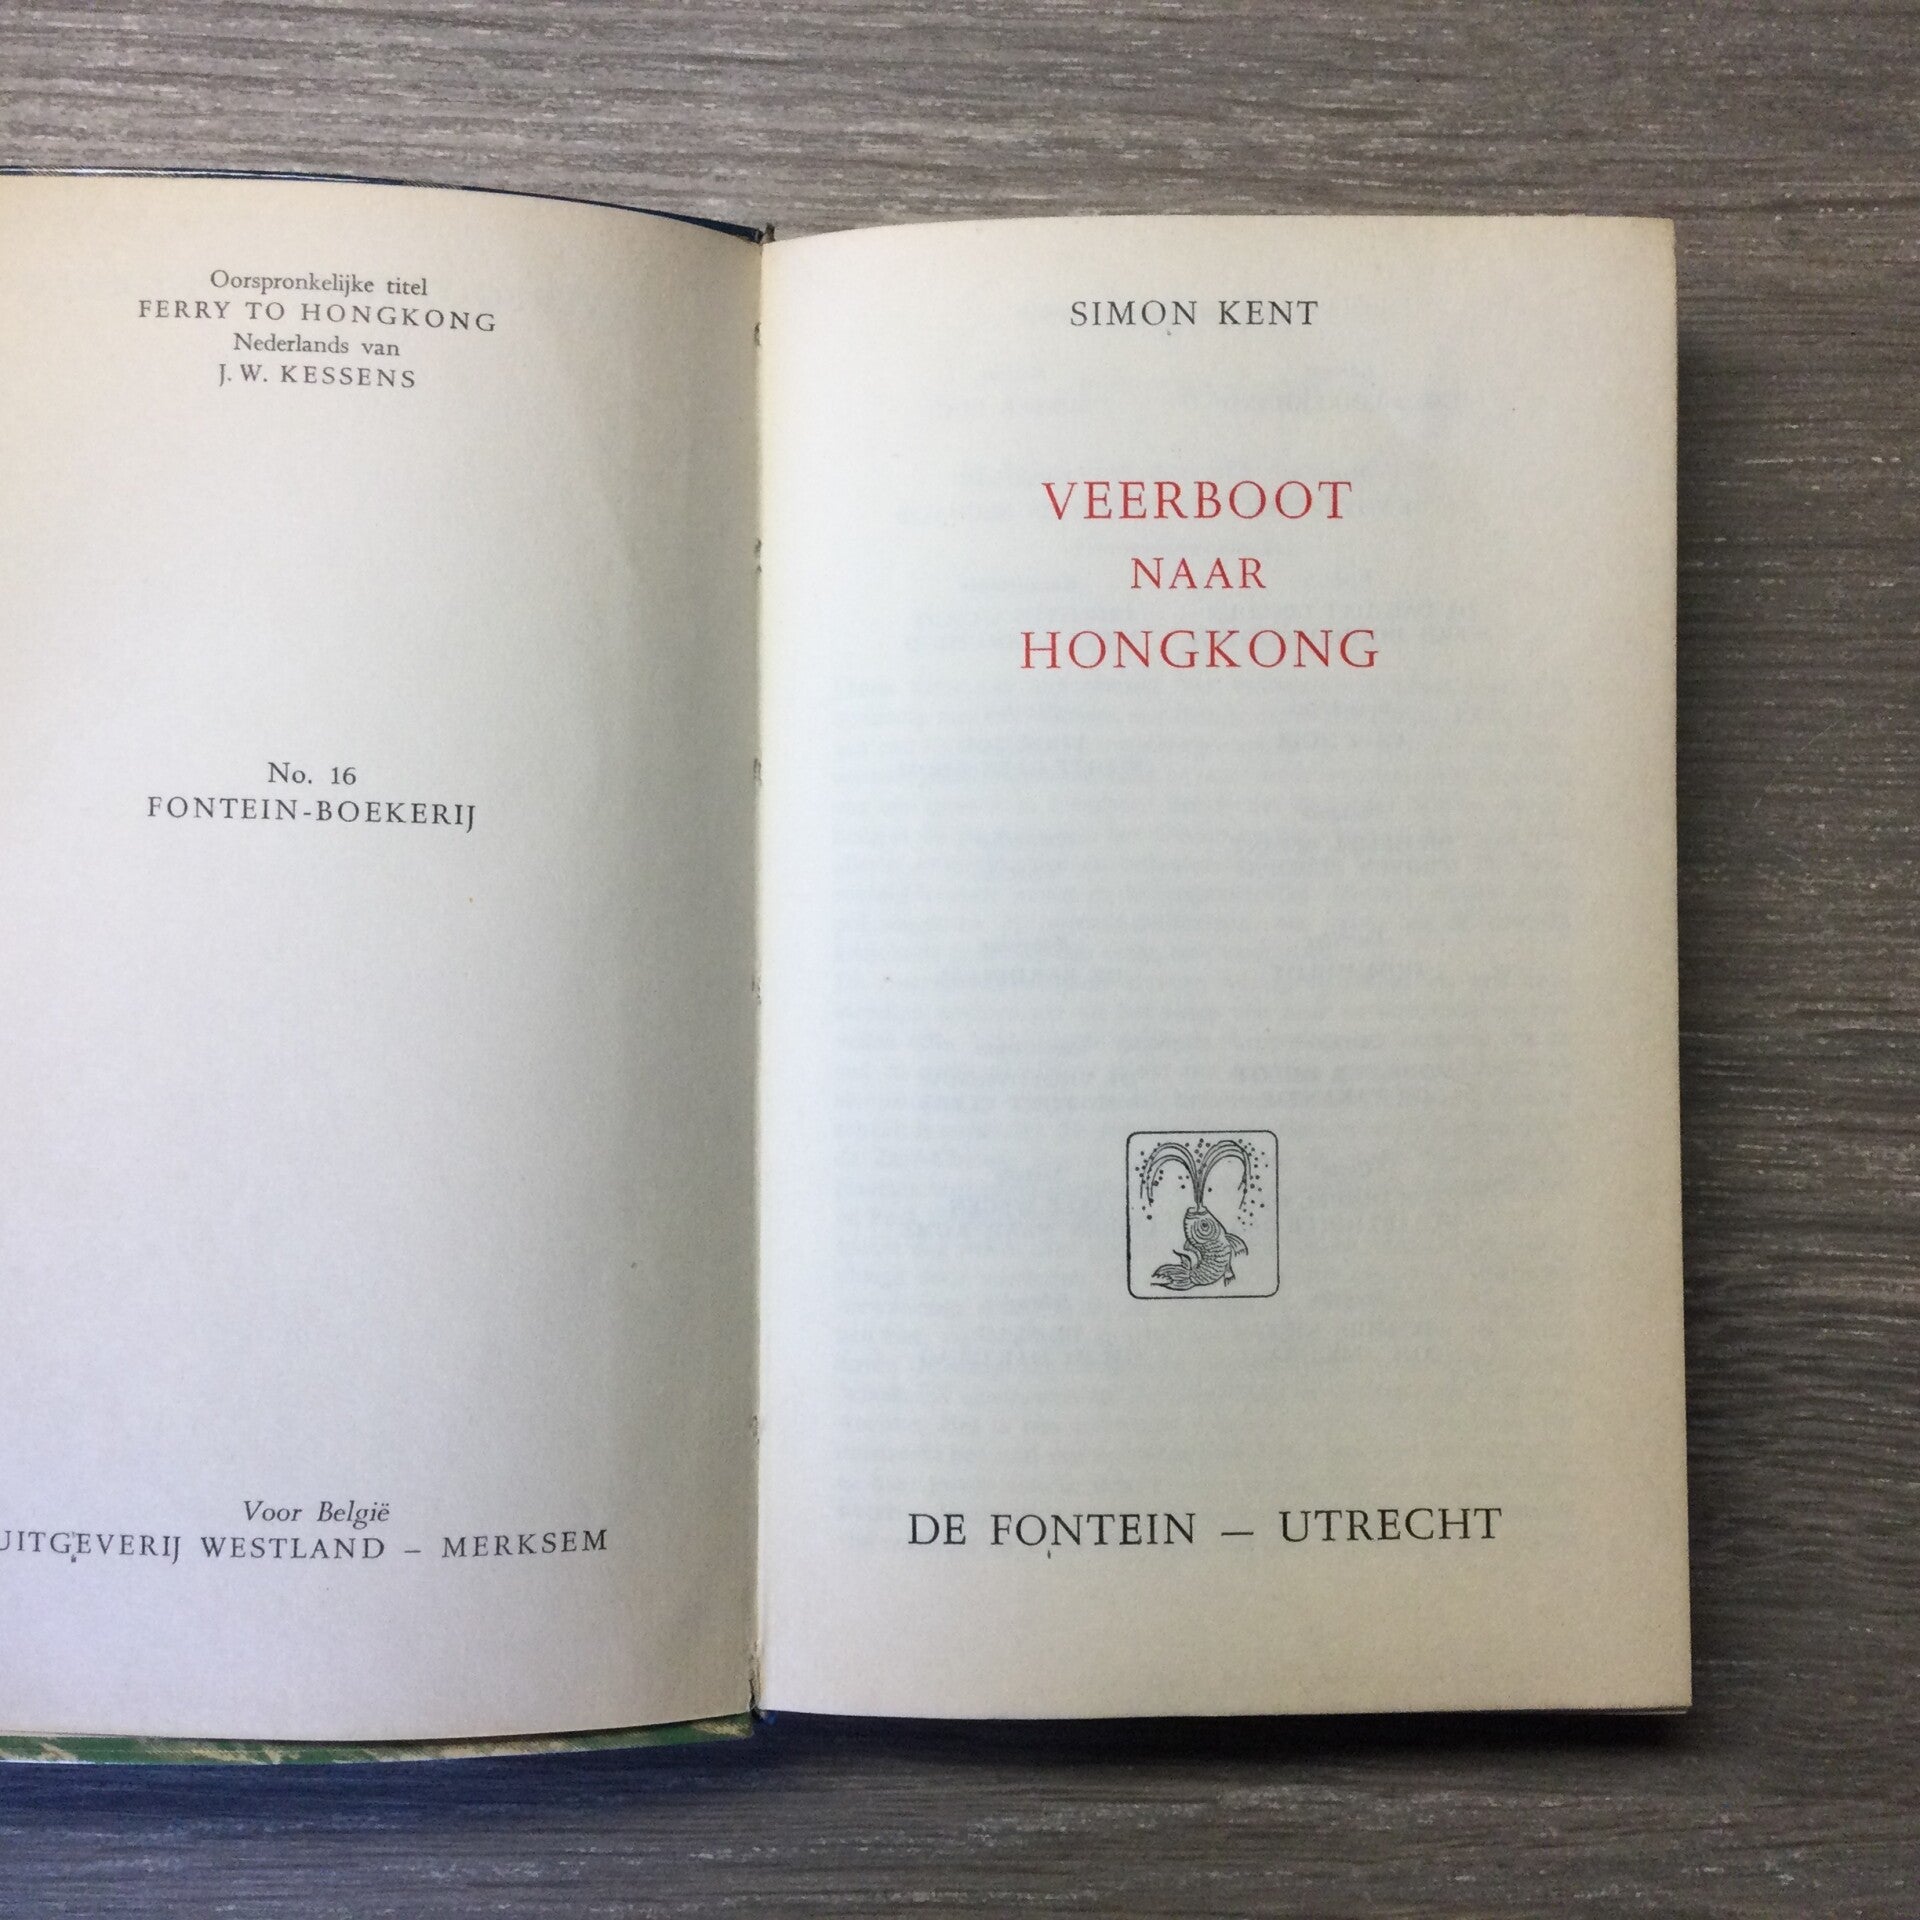 Oorspronkelijke titel
FERRY TO HONGKONG
Nederlands van
J. W. KESSENS
No. 16
FONTEIN-BOEKERIJ
Voor België
UITGEVERIJ WESTLAND – MERKSEM
SIMON KENT
VEERBOOT
NAAR
HONGKONG
DE FONTEIN – UTRECHT